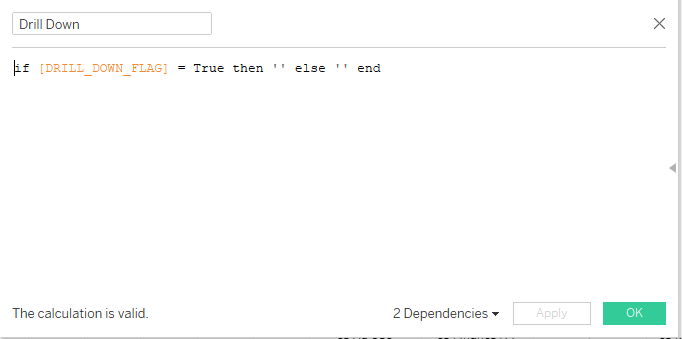 Drill Down
if [DRILL_DOWN_FLAG] = True then '' else '' end
The calculation is valid.
2 Dependencies
Apply
OK